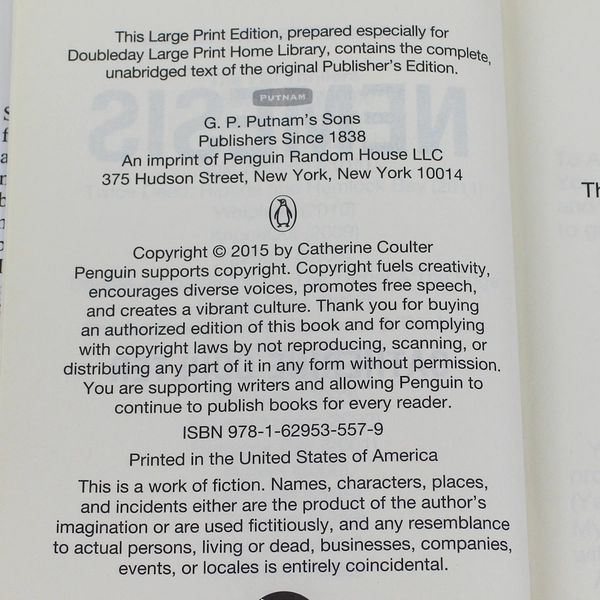 This Large Print Edition, prepared especially for
Doubleday Large Print Home Library, contains the complete,
unabridged text of the original Publisher's Edition.
PUTNAM
G. P. Putnam's Sons
Publishers Since 1838
An imprint of Penguin Random House LLC
375 Hudson Street, New York, New York 10014
Copyright © 2015 by Catherine Coulter
Penguin supports copyright. Copyright fuels creativity,
encourages diverse voices, promotes free speech,
and creates a vibrant culture. Thank you for buying
an authorized edition of this book and for complying
with copyright laws by not reproducing, scanning, or
distributing any part of it in any form without permission.
You are supporting writers and allowing Penguin to
continue to publish books for every reader.
ISBN 978-1-62953-557-9
Printed in the United States of America
This is a work of fiction. Names, characters, places,
and incidents either are the product of the author's
imagination or are used fictitiously, and any resemblance
to actual persons, living or dead, businesses, companies,
events, or locales is entirely coincidental.